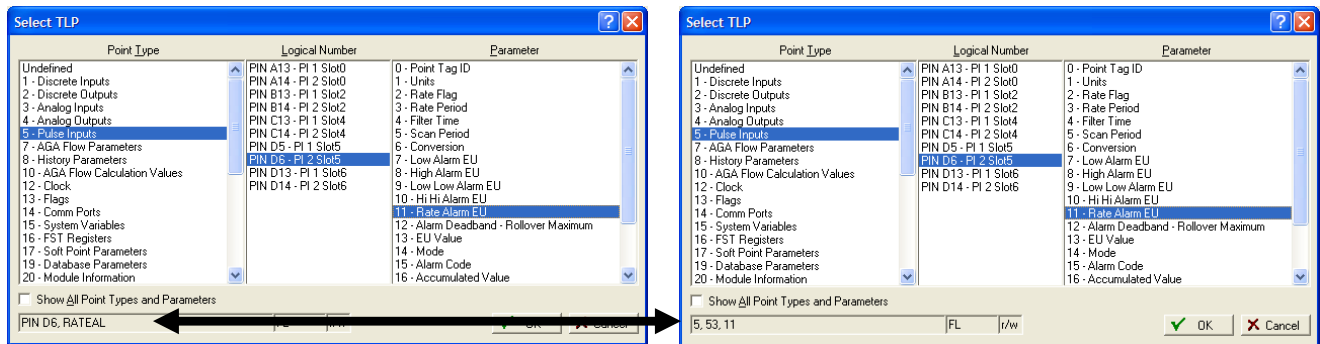 Select TLP
Point Type Logical Number Parameter
Undefined
1 - Discrete Inputs
2 - Discrete Outputs
3 - Analog Inputs
4 - Analog Outputs
5 - Pulse Inputs
7 - AGA Flow Parameters
8 - History Parameters
10 - AGA Flow Calculation Values
12 - Clock
13 - Flags
14 - Comm Ports
15 - System Variables
16 - FST Registers
17 - Soft Point Parameters
19 - Database Parameters
20 - Module Information
PIN A13 - PI 1 Slot0
PIN A14 - PI 2 Slot0
PIN B13 - PI 1 Slot2
PIN B14 - PI 2 Slot2
PIN C13 - PI 1 Slot4
PIN C14 - PI 2 Slot4
PIN D5 - PI 1 Slot5
PIN D6 - PI 2 Slot5
PIN D13 - PI 1 Slot6
PIN D14 - PI 2 Slot6
0 - Point Tag ID
1 - Units
2 - Rate Flag
3 - Rate Period
4 - Filter Time
5 - Scan Period
6 - Conversion
7 - Low Alarm EU
8 - High Alarm EU
9 - Low Low Alarm EU
10 - Hi Hi Alarm EU
11 - Rate Alarm EU
12 - Alarm Deadband - Rollover Maximum
13 - EU Value
14 - Mode
15 - Alarm Code
16 - Accumulated Value
Show All Point Types and Parameters
PIN D6, RATEAL
Select TLP
Point Type Logical Number Parameter
Undefined
1 - Discrete Inputs
2 - Discrete Outputs
3 - Analog Inputs
4 - Analog Outputs
5 - Pulse Inputs
7 - AGA Flow Parameters
8 - History Parameters
10 - AGA Flow Calculation Values
12 - Clock
13 - Flags
14 - Comm Ports
15 - System Variables
16 - FST Registers
17 - Soft Point Parameters
19 - Database Parameters
20 - Module Information
PIN A13 - PI 1 Slot0
PIN A14 - PI 2 Slot0
PIN B13 - PI 1 Slot2
PIN B14 - PI 2 Slot2
PIN C13 - PI 1 Slot4
PIN C14 - PI 2 Slot4
PIN D5 - PI 1 Slot5
PIN D6 - PI 2 Slot5
PIN D13 - PI 1 Slot6
PIN D14 - PI 2 Slot6
0 - Point Tag ID
1 - Units
2 - Rate Flag
3 - Rate Period
4 - Filter Time
5 - Scan Period
6 - Conversion
7 - Low Alarm EU
8 - High Alarm EU
9 - Low Low Alarm EU
10 - Hi Hi Alarm EU
11 - Rate Alarm EU
12 - Alarm Deadband - Rollover Maximum
13 - EU Value
14 - Mode
15 - Alarm Code
16 - Accumulated Value
Show All Point Types and Parameters
5, 53, 11 FL r/w OK Cancel